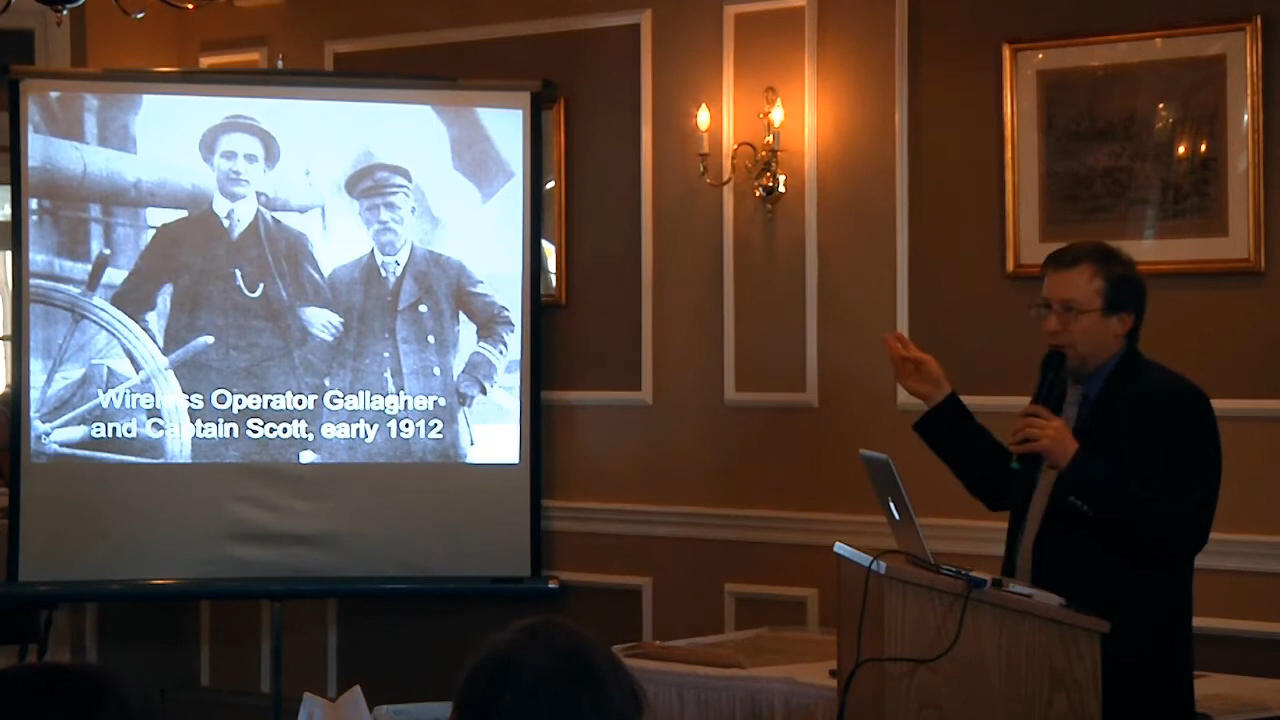 Wireless Operator Gallagher
and Captain Scott, early 1912